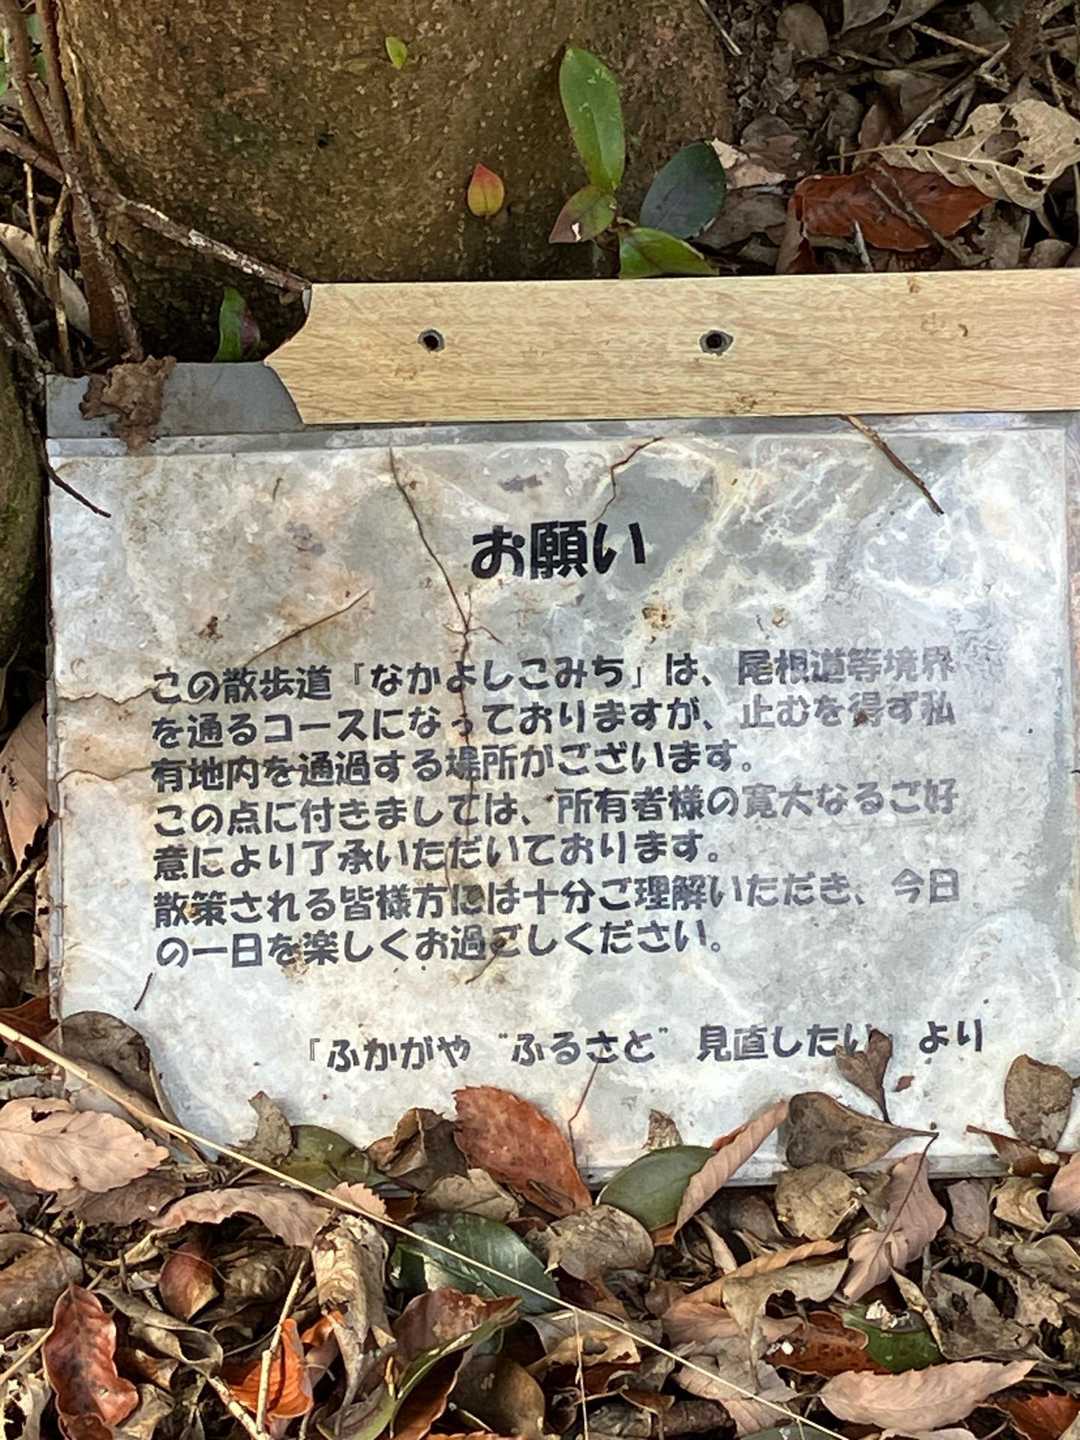 お願い
この散歩道『なかよしこみち』は、尾根道等境界
を通るコースになっておりますが、止むを得ず私
有地内を通過する場所がございます。
この点に付きましては、所有者様の寛大なるご好
意により了承いただいております。
散策される皆様方には十分ご理解いただき、今日
の一日を楽しくお過ごしください。
『ふかがや“ふるさと”見直したい』より